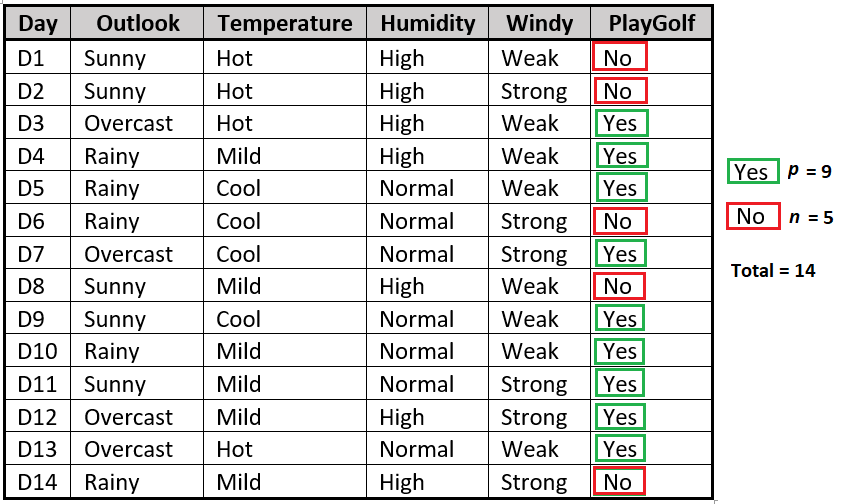 Day Outlook Temperature Humidity Windy PlayGolf
D1 Sunny Hot High Weak No
D2 Sunny Hot High Strong No
D3 Overcast Hot High Weak Yes
D4 Rainy Mild High Weak Yes
D5 Rainy Cool Normal Weak Yes
D6 Rainy Cool Normal Strong No
D7 Overcast Cool Normal Strong Yes
D8 Sunny Mild High Weak No
D9 Sunny Cool Normal Weak Yes
D10 Rainy Mild Normal Weak Yes
D11 Sunny Mild Normal Strong Yes
D12 Overcast Mild High Strong Yes
D13 Overcast Hot Normal Weak Yes
D14 Rainy Mild High Strong No
Yes p = 9
No n = 5
Total = 14